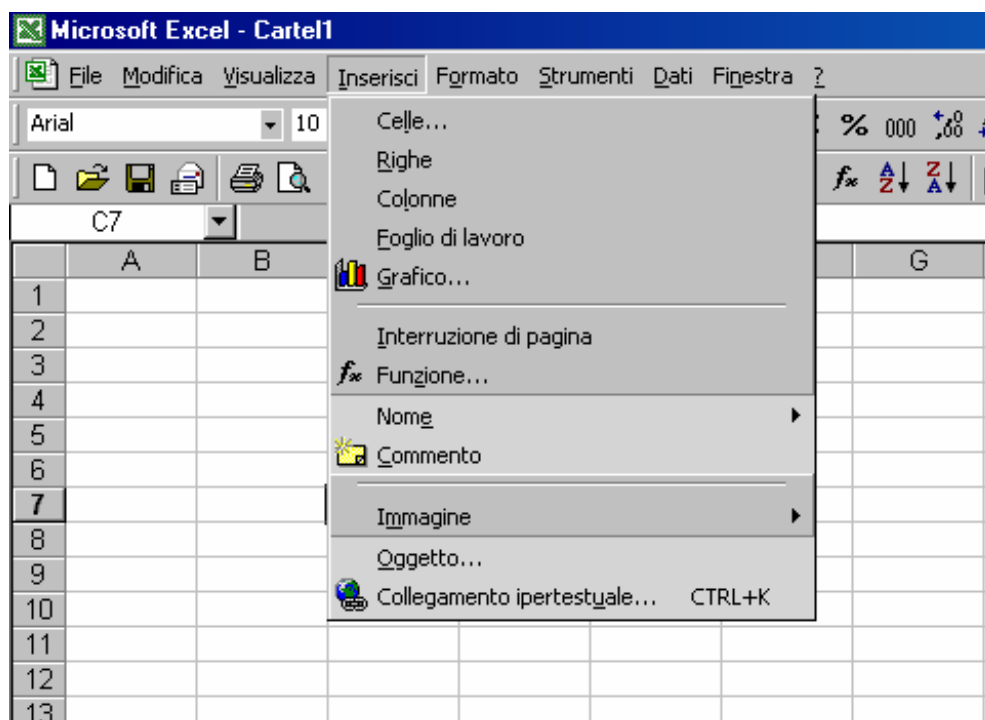 Microsoft Excel - Cartel1
File Modifica Visualizza Inserisci Formato Strumenti Dati Finestra ?
Arial 10 % 000
C7
A B G
Celle...
Righe
Colonne
Foglio di lavoro
Grafico...
Interruzione di pagina
Funzione...
Nome
Commento
Immagine
Oggetto...
Collegamento ipertestuale... CTRL+K
1
2
3
4
5
6
7
8
9
10
11
12
13